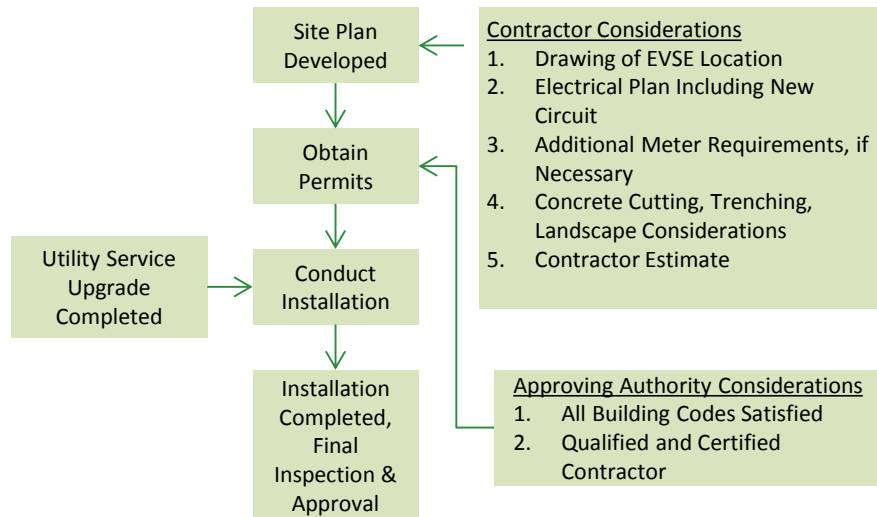 Site Plan
Developed
Contractor Considerations
1. Drawing of EVSE Location
2. Electrical Plan Including New
Circuit
3. Additional Meter Requirements, if
Necessary
4. Concrete Cutting, Trenching,
Landscape Considerations
5. Contractor Estimate
Obtain
Permits
Utility Service
Upgrade
Completed
Conduct
Installation
Installation
Completed,
Final
Inspection &
Approval
Approving Authority Considerations
1. All Building Codes Satisfied
2. Qualified and Certified
Contractor